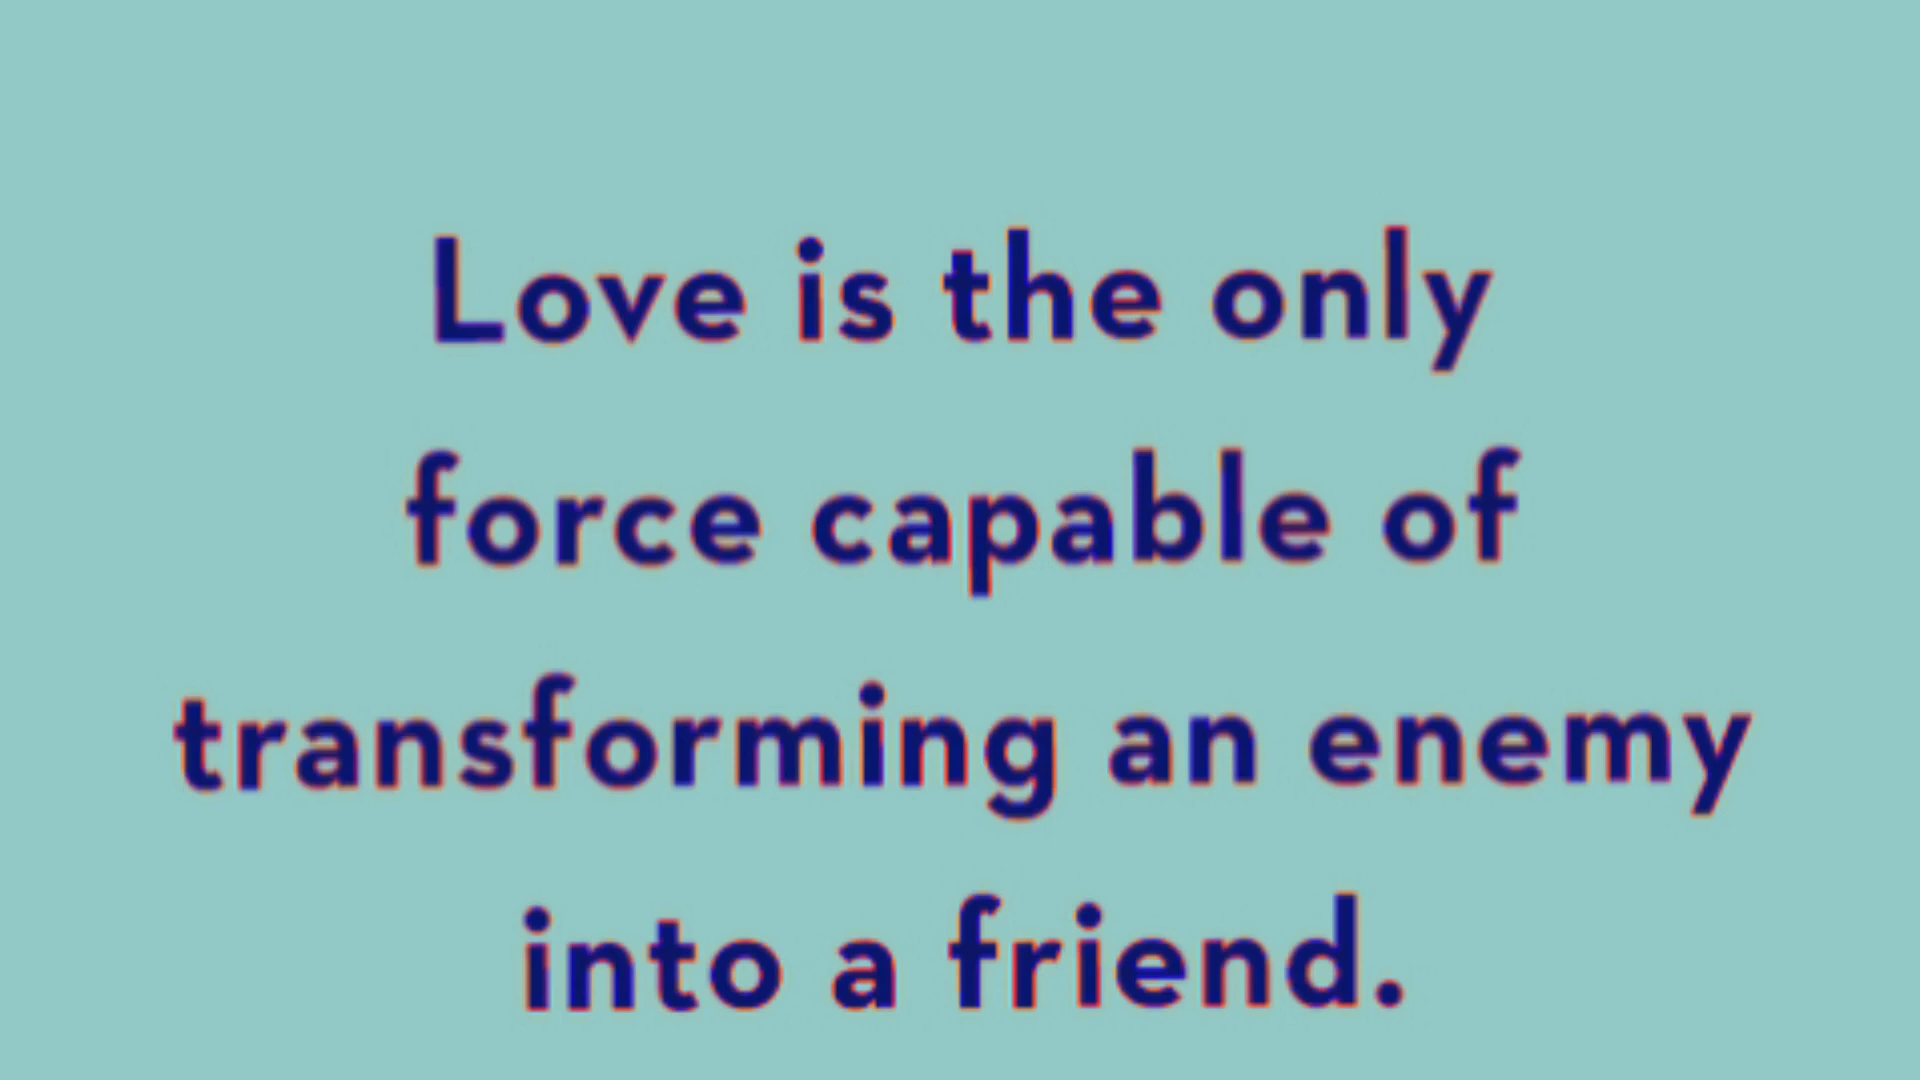 Love is the only
force capable of
transforming an enemy
into a friend.